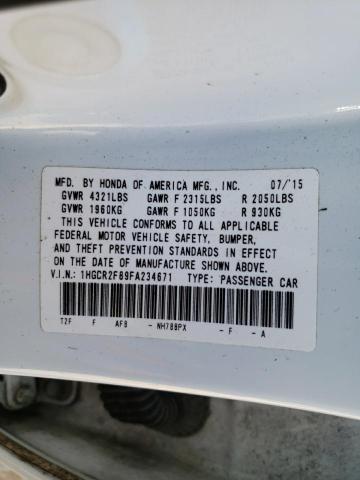 MFD. BY HONDA OF AMERICA MFG., INC. 07/'15
GVWR 4321LBS GAWR F 2315LBS R 2050LBS
GVWR 1960KG GAWR F 1050KG R 930KG
THIS VEHICLE CONFORMS TO ALL APPLICABLE
FEDERAL MOTOR VEHICLE SAFETY, BUMPER,
AND THEFT PREVENTION STANDARDS IN EFFECT
ON THE DATE OF MANUFACTURE SHOWN ABOVE.
V.I.N.: 1HGCR2F89FA234671 TYPE: PASSENGER CAR
T2F F AF8 - NH788PX -F -A